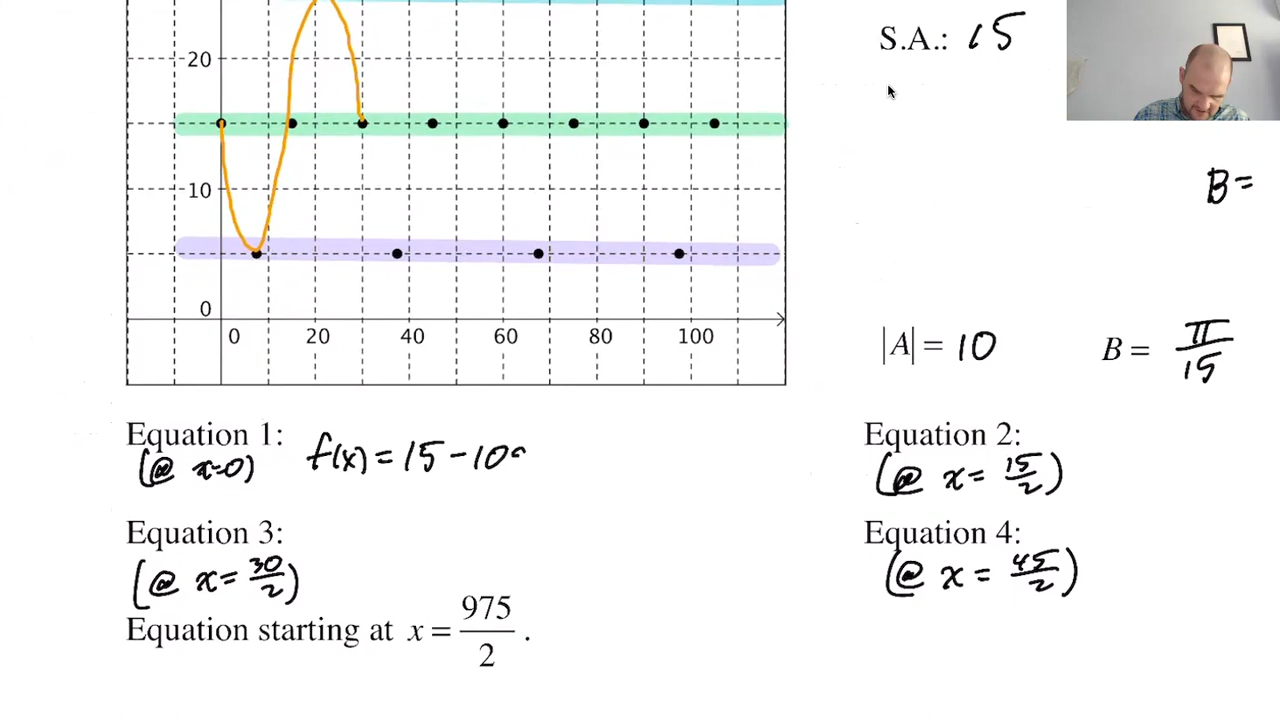 S.A.: 15
20
B =
10
0
0 20 40 60 80 100
|A| = 10
B = π/15
Equation 1: f(x) = 15 - 10
(@ x=0)
Equation 2:
(@ x = 15/2)
Equation 3:
(@ x = 30/2)
Equation 4:
(@ x = 45/2)
Equation starting at x = 975/2 .